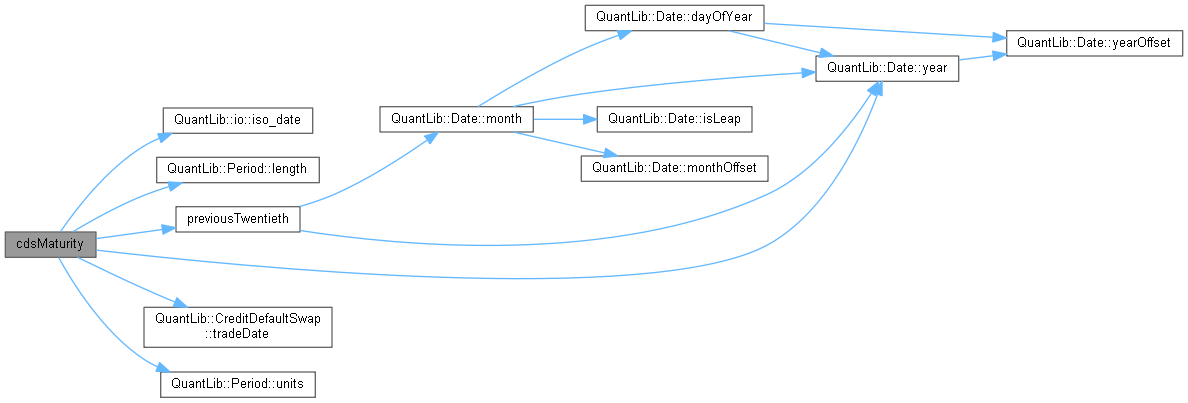 QuantLib::Date::dayOfYear
QuantLib::Date::yearOffset
QuantLib::Date::year
QuantLib::io::iso_date
QuantLib::Date::month
QuantLib::Date::isLeap
QuantLib::Period::length
QuantLib::Date::monthOffset
previousTwentieth
cdsMaturity
QuantLib::CreditDefaultSwap
::tradeDate
QuantLib::Period::units